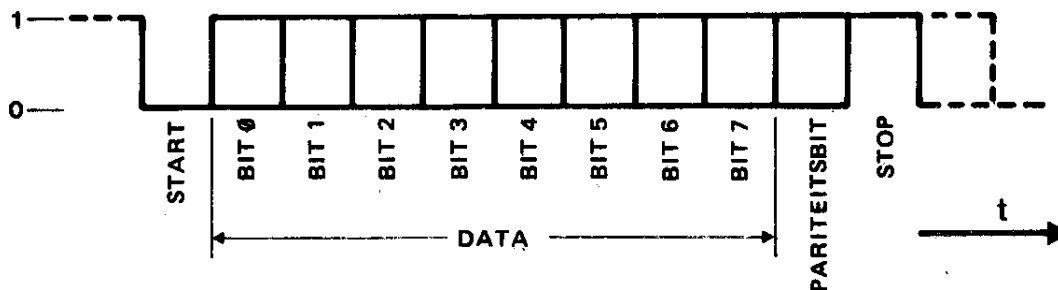 1
0
START
BIT 0
BIT 1
BIT 2
BIT 3
BIT 4
BIT 5
BIT 6
BIT 7
PARITEITSBIT
STOP
DATA
t